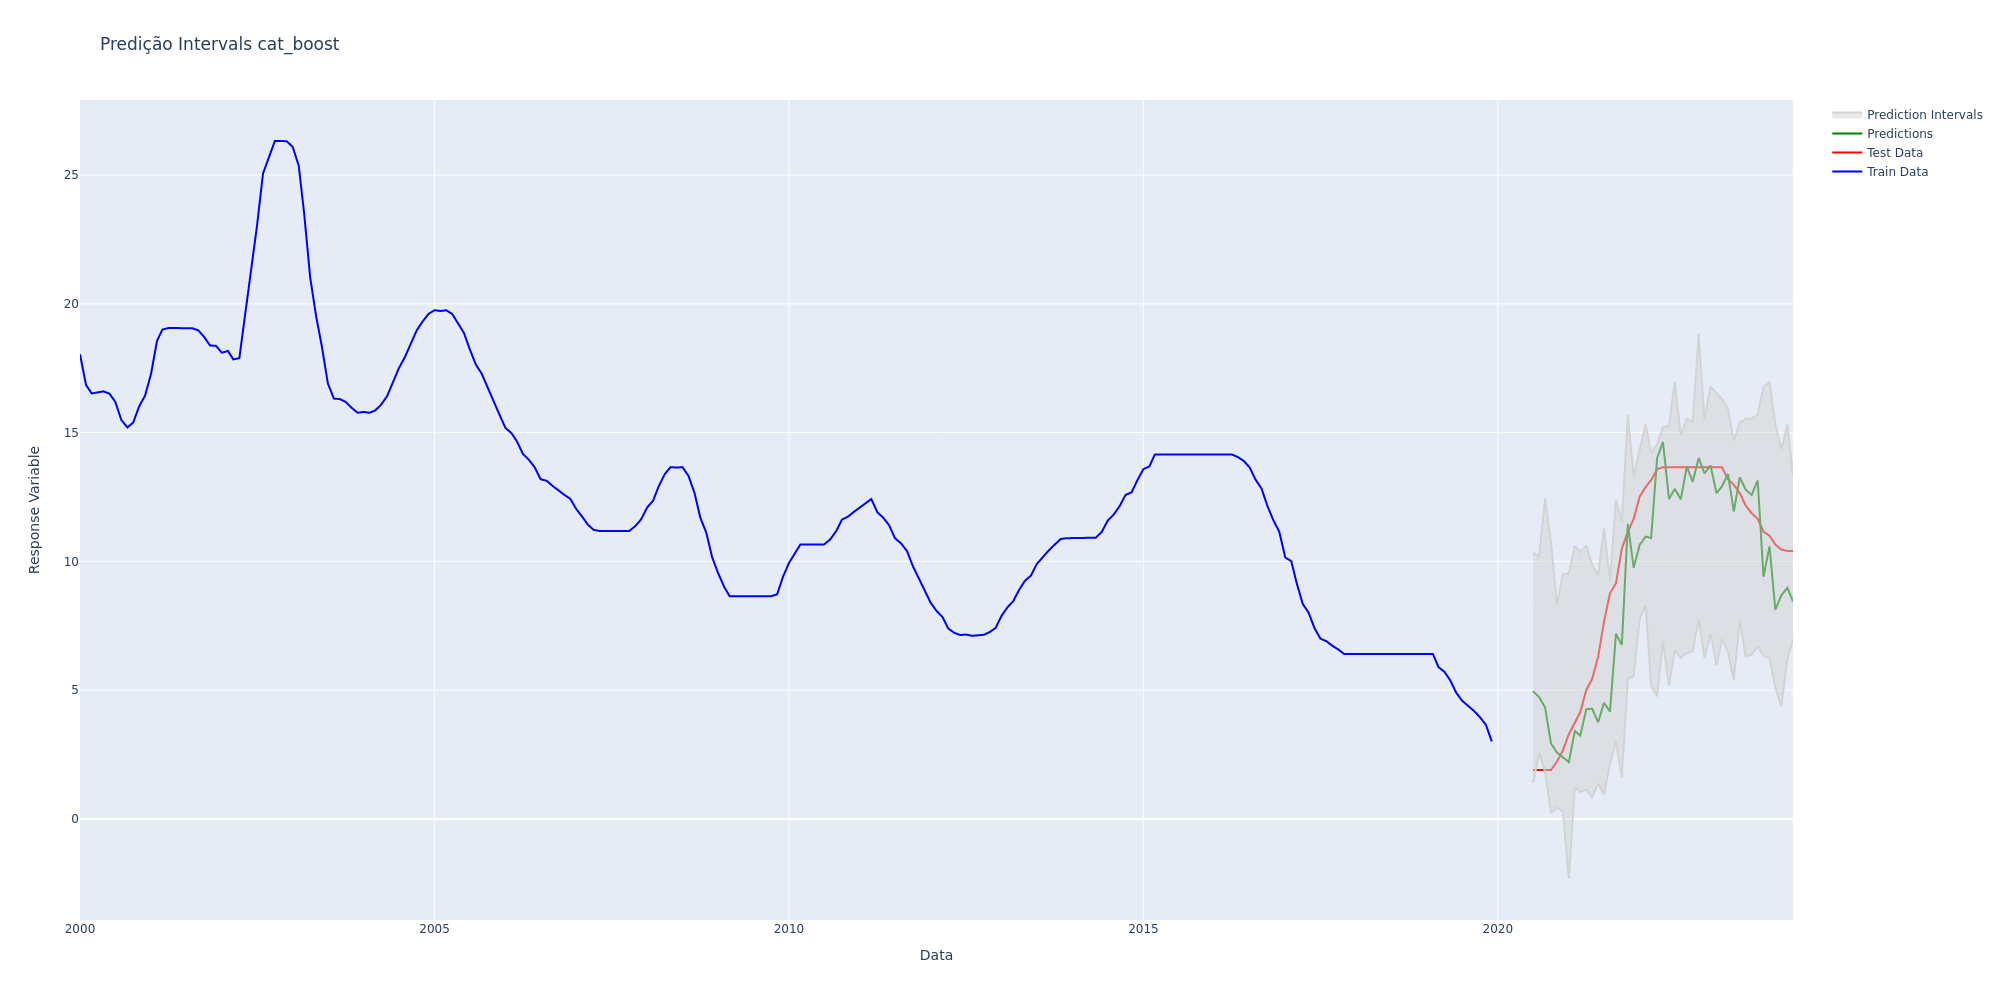 Predição Intervals cat_boost
Prediction Intervals
Predictions
Test Data
Train Data
Response Variable
25
20
15
10
5
0
2000
2005
2010
2015
2020
Data